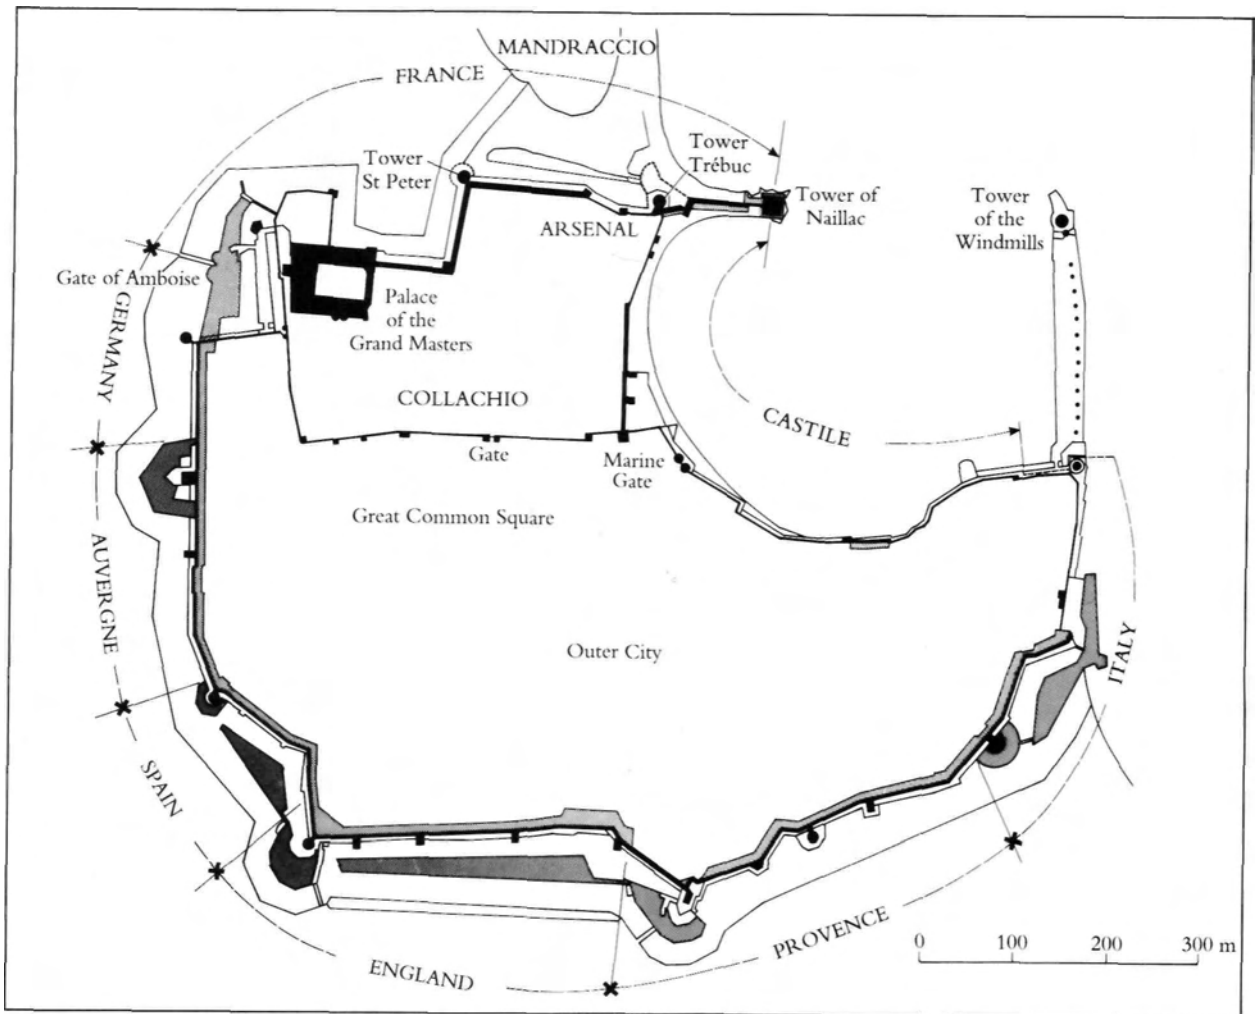 MANDRACCIO
FRANCE
Tower
St Peter
Tower
Trébuc
Tower of
Naillac
Tower
of the
Windmills
ARSENAL
Gate of Amboise
GERMANY
Palace
of the
Grand Masters
COLLACHIO
CASTILE
Gate
Marine
Gate
Great Common Square
AUVERGNE
Outer City
ITALY
SPAIN
ENGLAND
PROVENCE
0 100 200 300 m